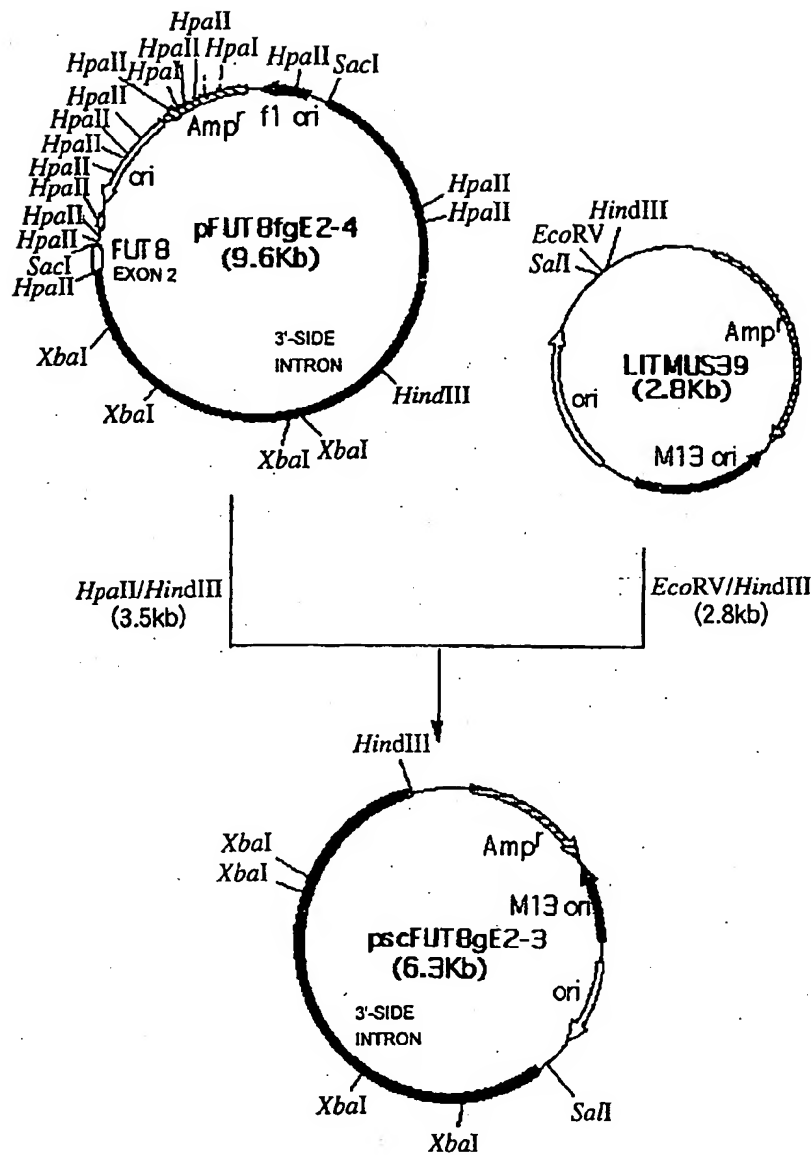 HpaII
HpaII HpaI
HpaI
HpaII
HpaII
SacI
HpaII
HpaII
HpaII
HpaII
HpaII
HpaII
HpaII
SacI
HpaII
Amp^r f1 ori
ori
FUT8
EXON 2
pFUT8fgE2-4
(9.6Kb)
HpaII
HpaII
3'-SIDE
INTRON
XbaI
XbaI
XbaI
XbaI
HindIII
HindIII
EcoRV
SalI
Amp^r
LITMUS39
(2.8Kb)
ori
M13 ori
HpaII/HindIII
(3.5kb)
EcoRV/HindIII
(2.8kb)
HindIII
XbaI
XbaI
Amp^r
M13 ori
pscFUT8gE2-3
(6.3Kb)
ori
3'-SIDE
INTRON
XbaI
XbaI
SalI